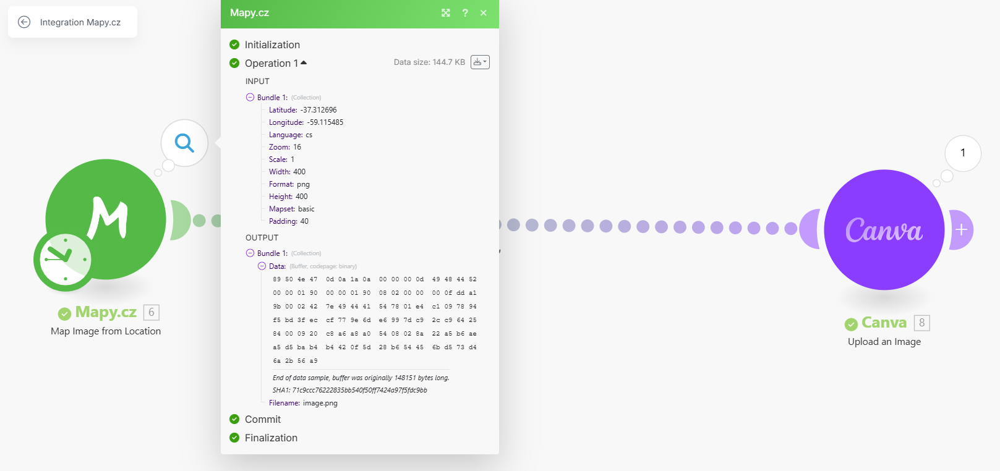 Integration Mapy.cz
Mapy.cz
?
Initialization
Operation 1
Data size: 144.7 KB
INPUT
Bundle 1: (Collection)
Latitude: -37.312696
Longitude: -59.115485
Language: cs
Zoom: 16
Scale: 1
Width: 400
Format: png
Height: 400
Mapset: basic
Padding: 40
OUTPUT
Bundle 1: (Collection)
Data: (Buffer, codepage: binary)
89 50 4e 47 0d 0a 1a 0a 00 00 00 0d 49 48 44 52
00 00 01 90 00 00 01 90 08 02 00 00 00 0f dd a1
9b 00 02 42 7e 49 44 41 54 78 01 e4 c1 09 78 94
f5 bd 3f ec cf 77 9e 6d e6 99 7d c9 2c c9 64 25
84 00 09 20 c8 a6 a8 a0 54 08 02 8a 22 a5 b6 ae
a5 d5 ba b4 b4 42 0f 5d 28 b6 54 45 6b d5 73 d4
6a 2b 56 a9
End of data sample, buffer was originally 148151 bytes long.
SHA1: 71c9ccc76222835bb540f50ff7424a97f5fdc9bb
Filename: image.png
Commit
Finalization
M
Mapy.cz 6
Map Image from Location
1
Canva
Canva 8
Upload an Image